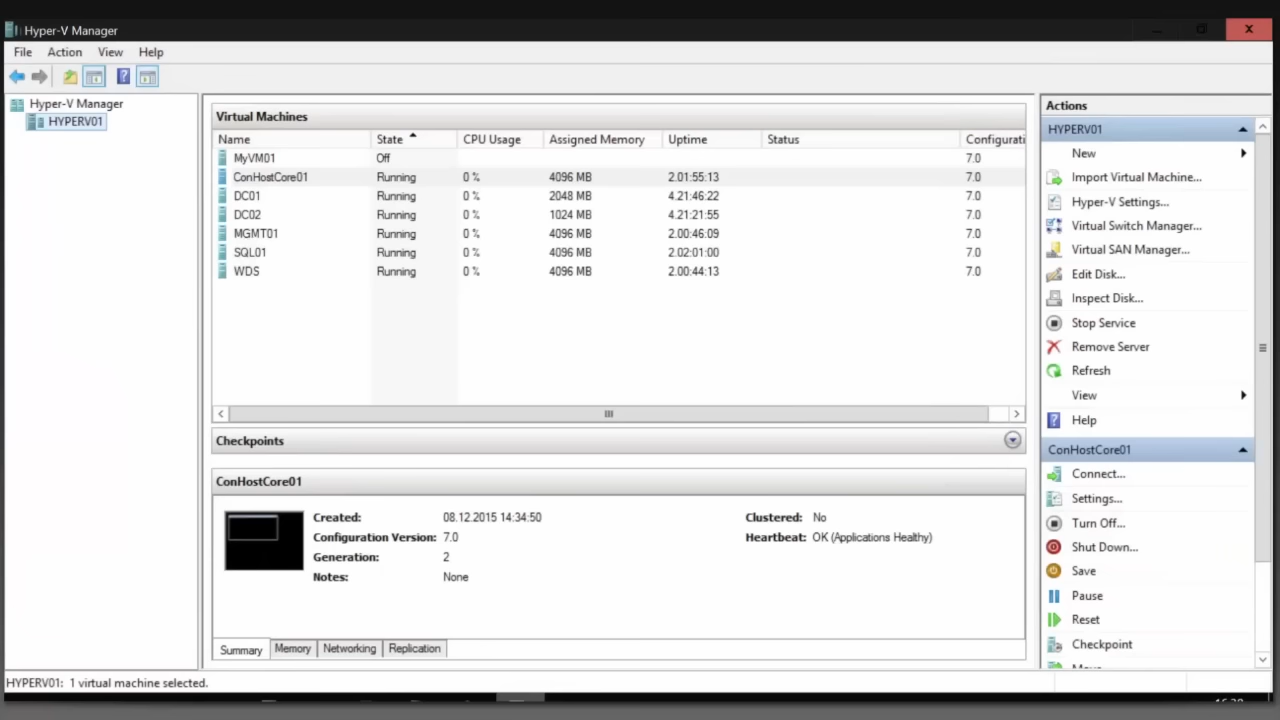 Hyper-V Manager
File Action View Help
Hyper-V Manager
HYPERV01
Virtual Machines
Name State CPU Usage Assigned Memory Uptime Status Configurati
MyVM01 Off 7.0
ConHostCore01 Running 0 % 4096 MB 2.01:55:13 7.0
DC01 Running 0 % 2048 MB 4.21:46:22 7.0
DC02 Running 0 % 1024 MB 4.21:21:55 7.0
MGMT01 Running 0 % 4096 MB 2.00:46:09 7.0
SQL01 Running 0 % 4096 MB 2.02:01:00 7.0
WDS Running 0 % 4096 MB 2.00:44:13 7.0
Checkpoints
ConHostCore01
Created: 08.12.2015 14:34:50 Clustered: No
Configuration Version: 7.0 Heartbeat: OK (Applications Healthy)
Generation: 2
Notes: None
Summary Memory Networking Replication
Actions
HYPERV01
New
Import Virtual Machine...
Hyper-V Settings...
Virtual Switch Manager...
Virtual SAN Manager...
Edit Disk...
Inspect Disk...
Stop Service
Remove Server
Refresh
View
Help
ConHostCore01
Connect...
Settings...
Turn Off...
Shut Down...
Save
Pause
Reset
Checkpoint
HYPERV01: 1 virtual machine selected.